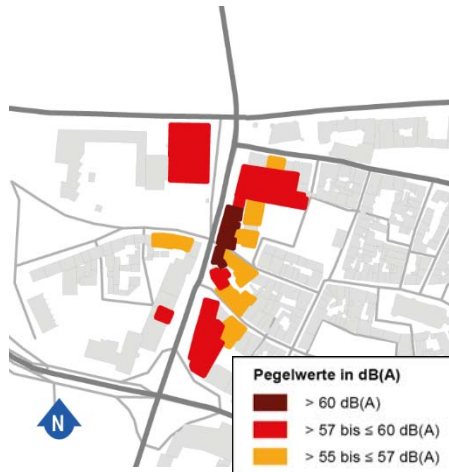 N
Pegelwerte in dB(A)
> 60 dB(A)
> 57 bis ≤ 60 dB(A)
> 55 bis ≤ 57 dB(A)